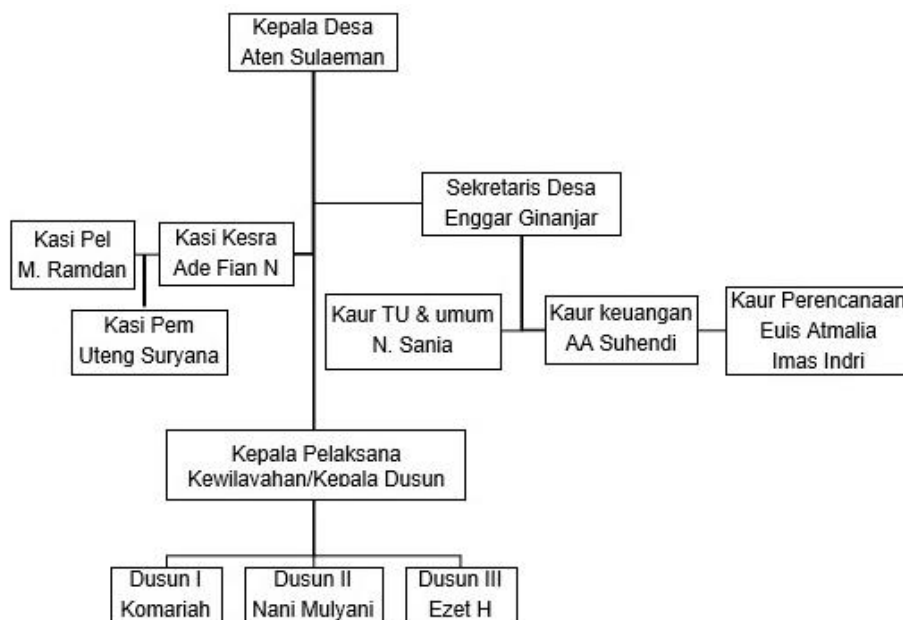 Kepala Desa
Aten Sulaeman
Sekretaris Desa
Enggar Ginanjar
Kasi Pel
M. Ramdan
Kasi Kesra
Ade Fian N
Kasi Pem
Uteng Suryana
Kaur TU & umum
N. Sania
Kaur keuangan
AA Suhendi
Kaur Perencanaan
Euis Atmalia
Imas Indri
Kepala Pelaksana
Kewilayahan/Kepala Dusun
Dusun I
Komariah
Dusun II
Nani Mulyani
Dusun III
Ezet H